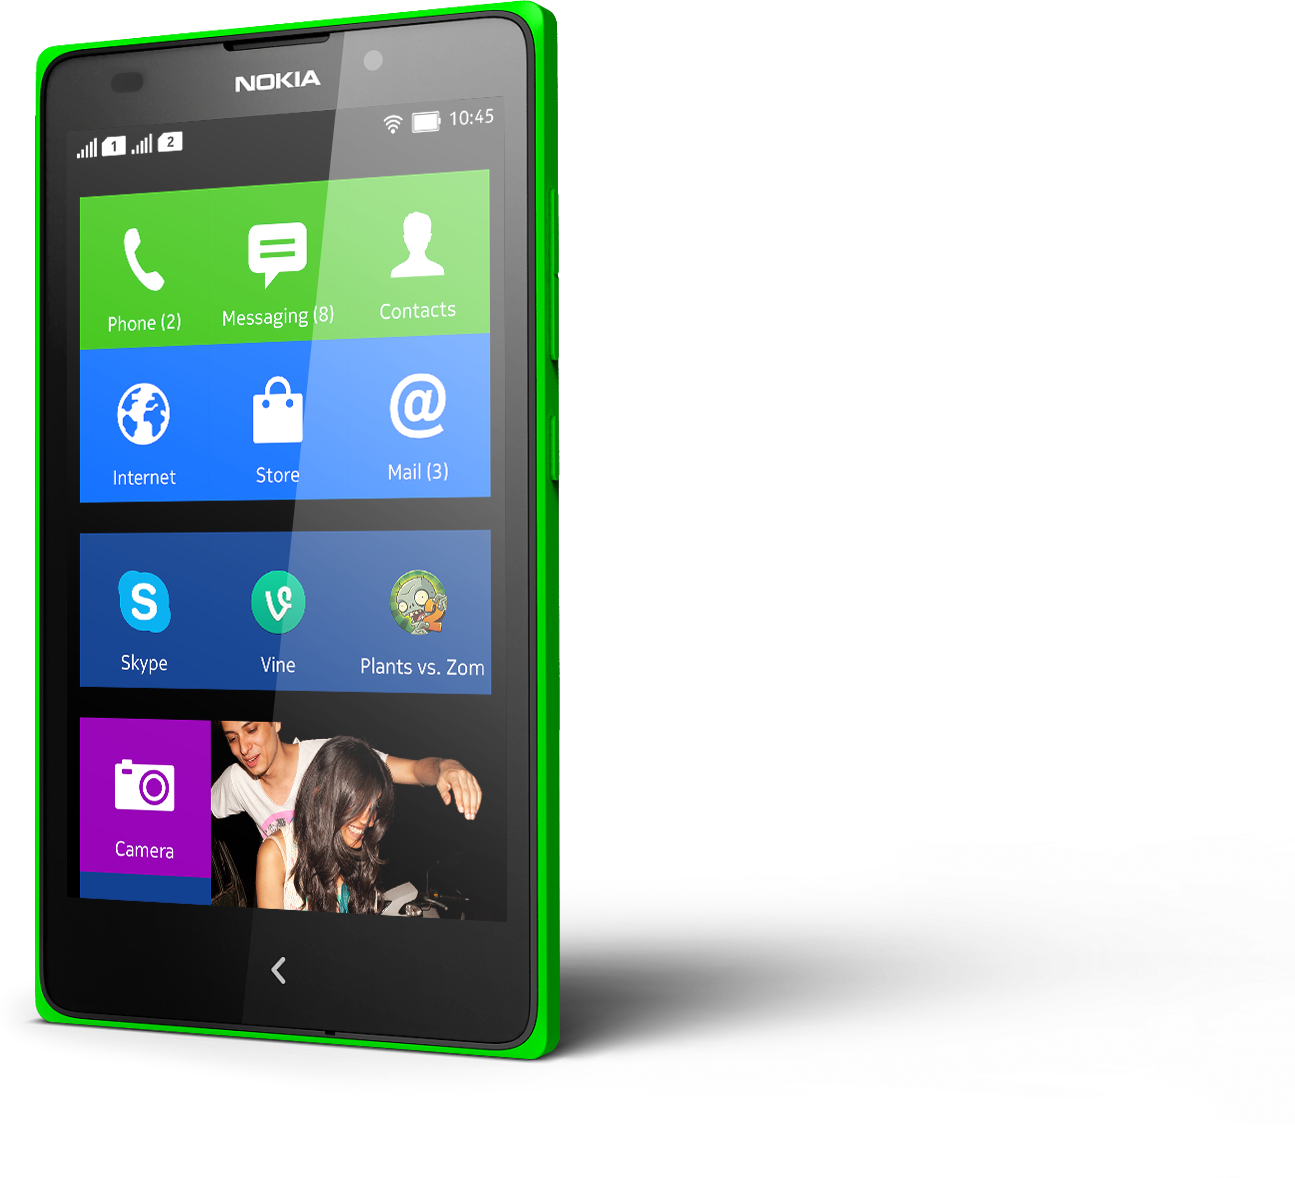 NOKIA
1 2 10:45
Phone (2) Messaging (8) Contacts
Internet Store Mail (3)
Skype Vine Plants vs. Zom
Camera